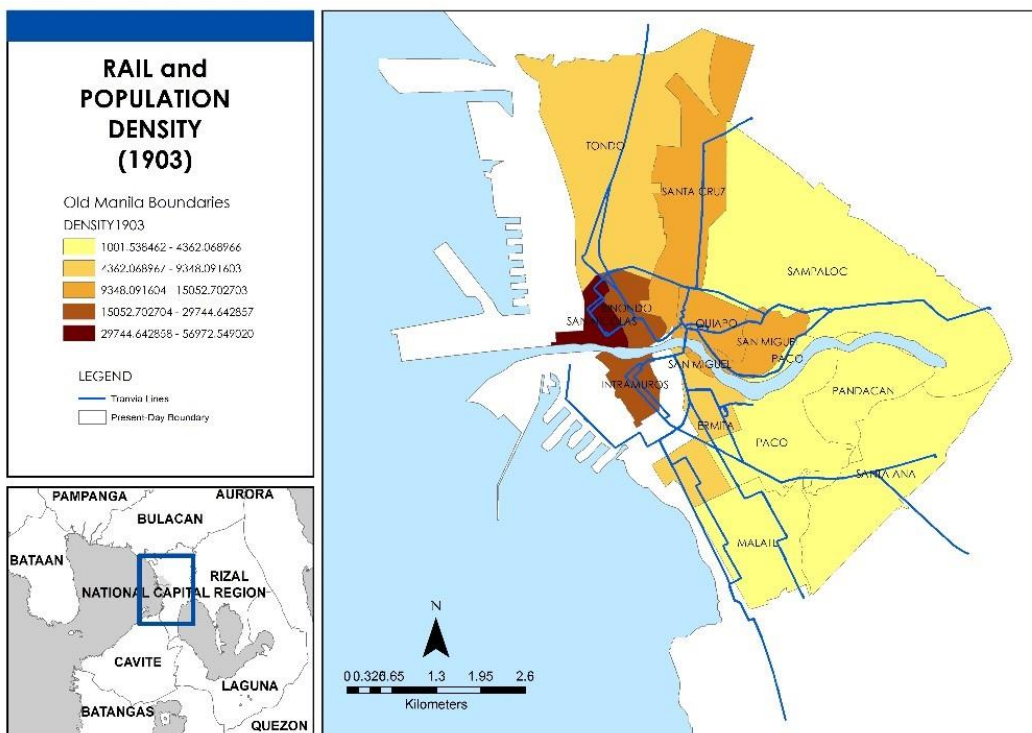 RAIL and
POPULATION
DENSITY
(1903)
Old Manila Boundaries
DENSITY1903
1001.538462 - 4362.068966
4362.068967 - 9348.091603
9348.091604 - 15052.702703
15052.702704 - 29744.642857
29744.642858 - 56972.549020
LEGEND
Tranvia Lines
Present-Day Boundary
PAMPANGA
AURORA
BULACAN
BATAAN
RIZAL
NATIONAL CAPITAL REGION
CAVITE
LAGUNA
BATANGAS
QUEZON
TONDO
SANTA CRUZ
SAMPALOC
QUIAPO
SAN MIGUE
PACO
SAN MIGUEL
PANDACAN
INTRAMUROS
ERMITA
PACO
SANTA ANA
N
1.3
1.95
2.6
Kilometers